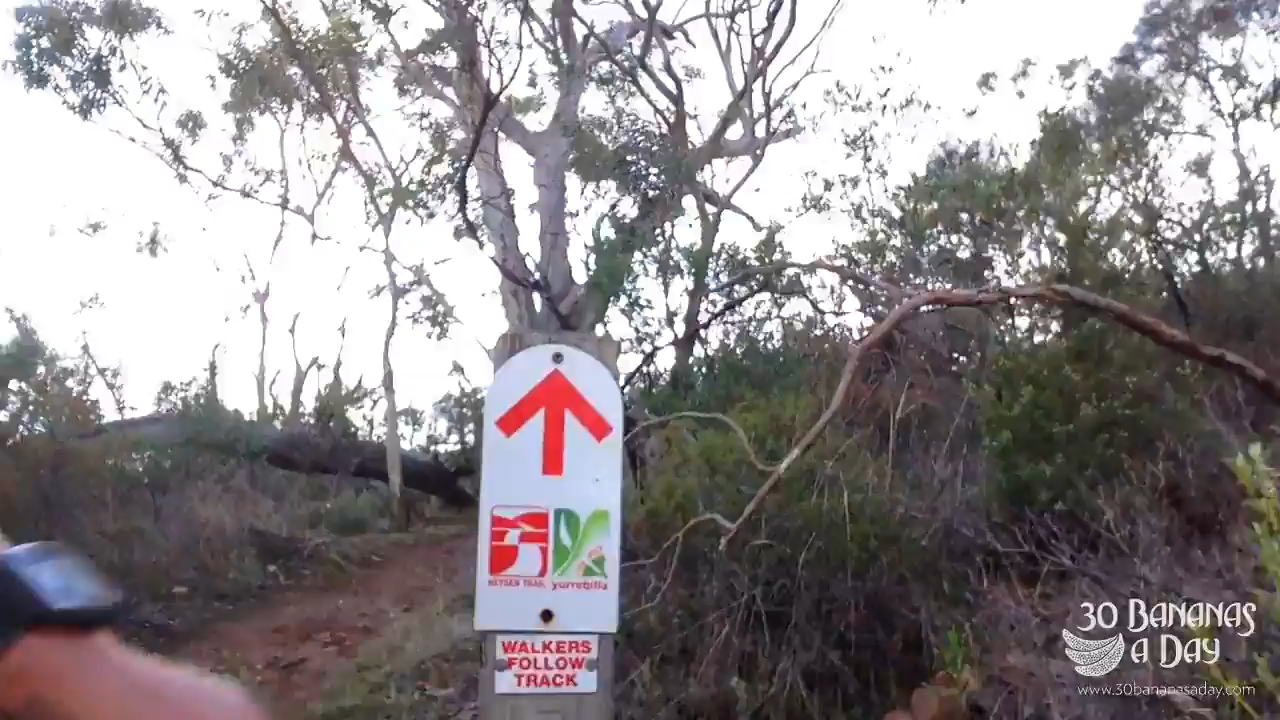 HEYSEN TRAIL yurrebilla
WALKERS
FOLLOW
TRACK
30 BANANAS
A DAY
www.30bananasaday.com